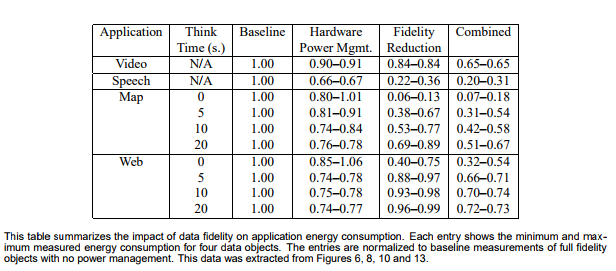 Application Think Baseline Hardware Fidelity Combined
Time (s.) Power Mgmt. Reduction
Video N/A 1.00 0.90–0.91 0.84–0.84 0.65–0.65
Speech N/A 1.00 0.66–0.67 0.22–0.36 0.20–0.31
Map 0 1.00 0.80–1.01 0.06–0.13 0.07–0.18
5 1.00 0.81–0.91 0.38–0.67 0.31–0.54
10 1.00 0.74–0.84 0.53–0.77 0.42–0.58
20 1.00 0.76–0.78 0.69–0.89 0.51–0.67
Web 0 1.00 0.85–1.06 0.40–0.75 0.32–0.54
5 1.00 0.74–0.78 0.88–0.97 0.66–0.71
10 1.00 0.75–0.78 0.93–0.98 0.70–0.74
20 1.00 0.74–0.77 0.96–0.99 0.72–0.73
This table summarizes the impact of data fidelity on application energy consumption. Each entry shows the minimum and max-
imum measured energy consumption for four data objects. The entries are normalized to baseline measurements of full fidelity
objects with no power management. This data was extracted from Figures 6, 8, 10 and 13.